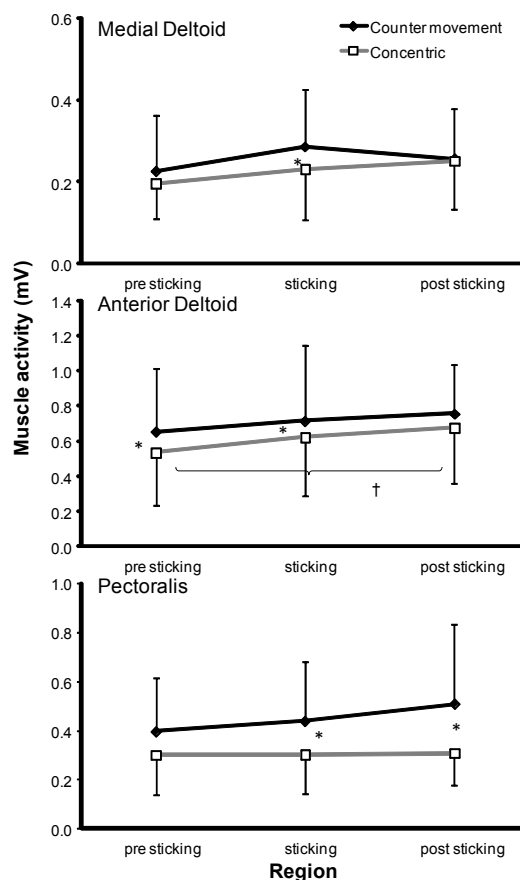 Medial Deltoid
Counter movement
Concentric
0.6
0.4
0.2
0.0
*
pre sticking sticking post sticking
Muscle activity (mV)
Anterior Deltoid
1.4
1.2
1.0
0.8
0.6
0.4
0.2
0.0
* *
†
pre sticking sticking post sticking
Pectoralis
1.0
0.8
0.6
0.4
0.2
0.0
* *
pre sticking sticking post sticking
Region